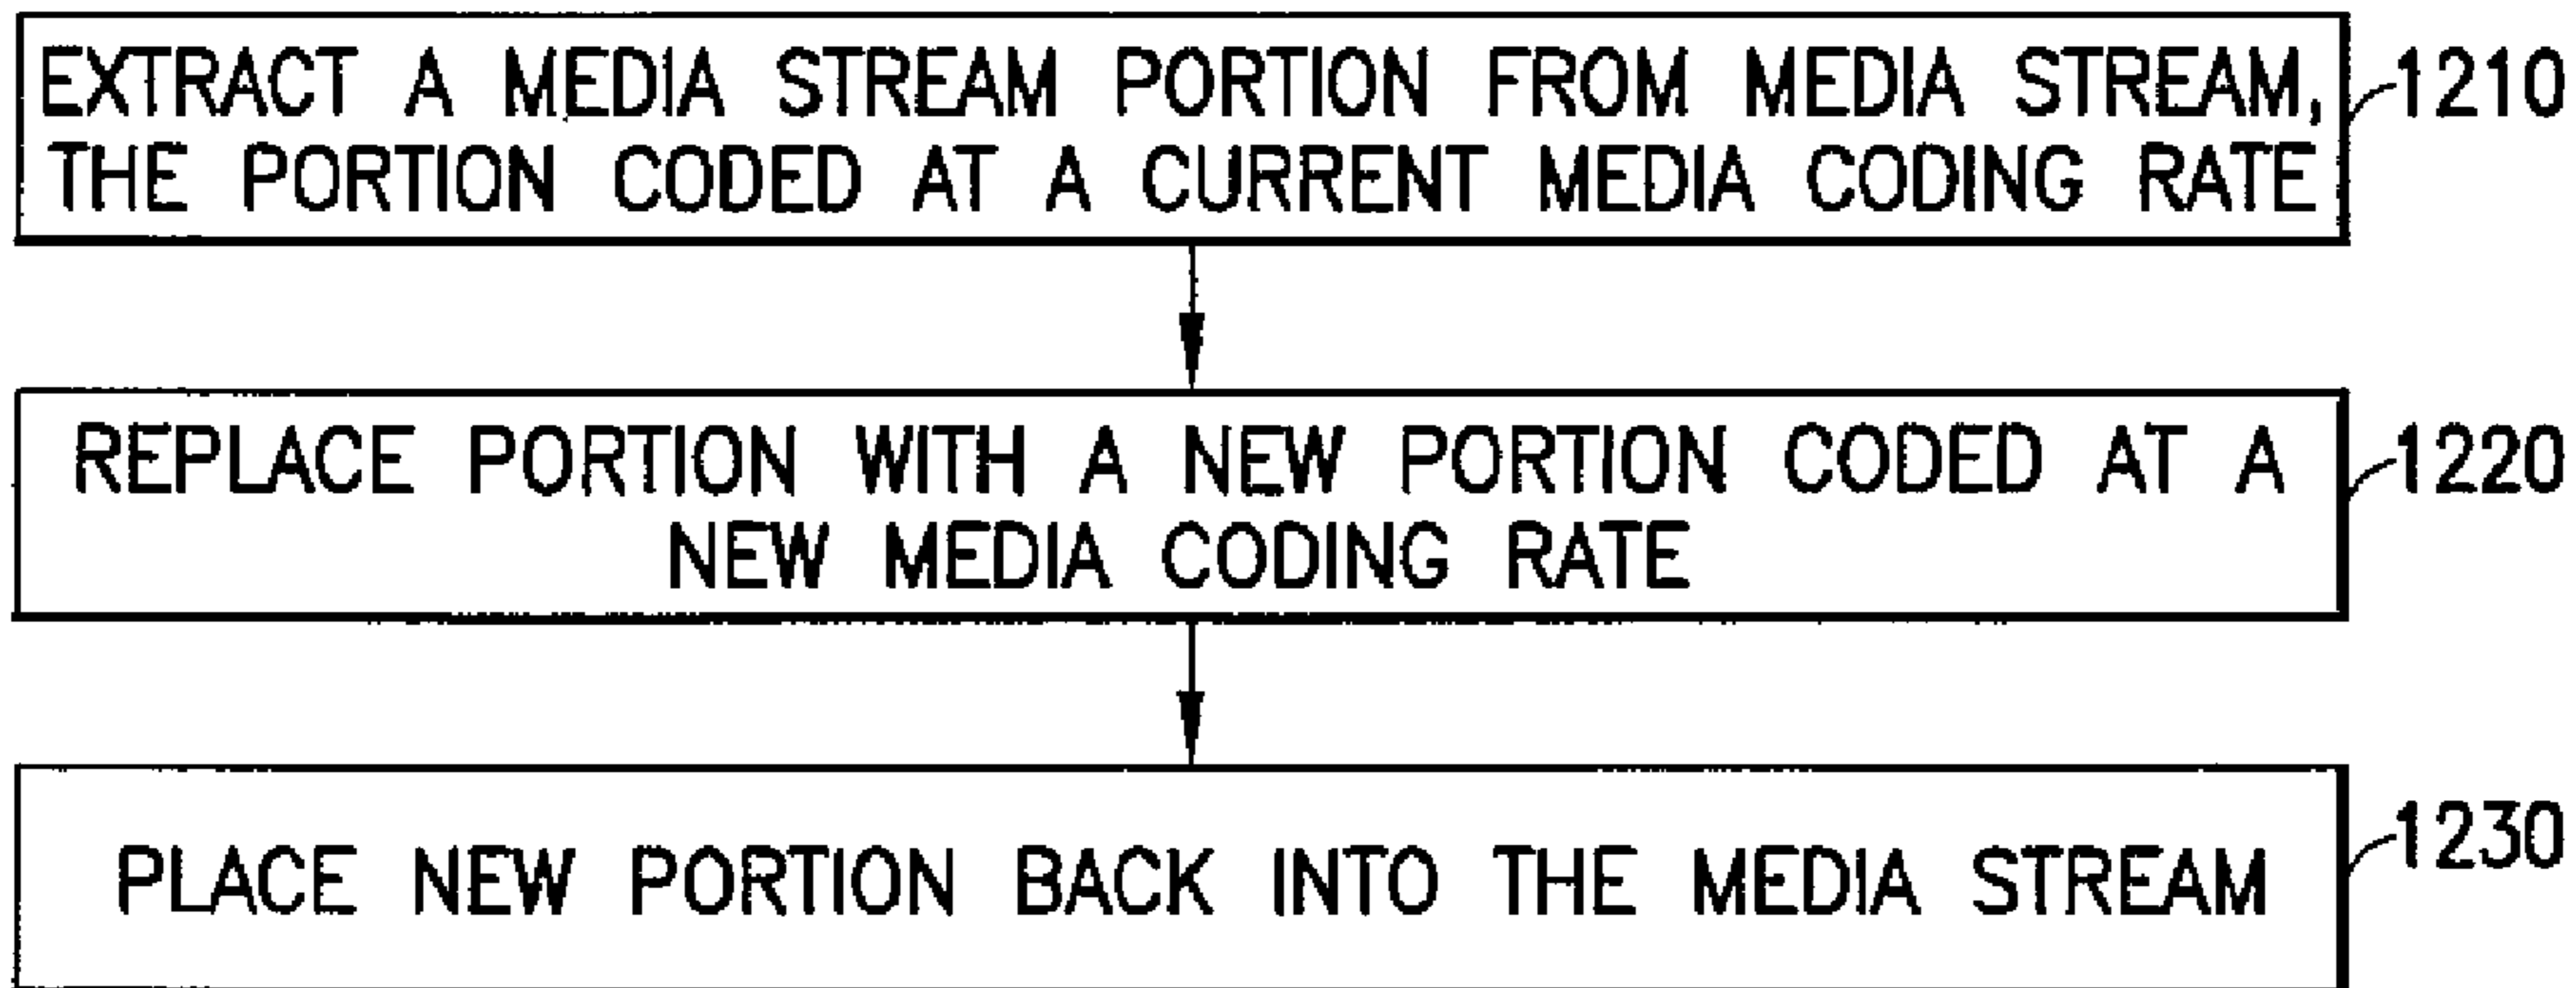 EXTRACT A MEDIA STREAM PORTION FROM MEDIA STREAM,
THE PORTION CODED AT A CURRENT MEDIA CODING RATE
1210
REPLACE PORTION WITH A NEW PORTION CODED AT A
NEW MEDIA CODING RATE
1220
PLACE NEW PORTION BACK INTO THE MEDIA STREAM
1230